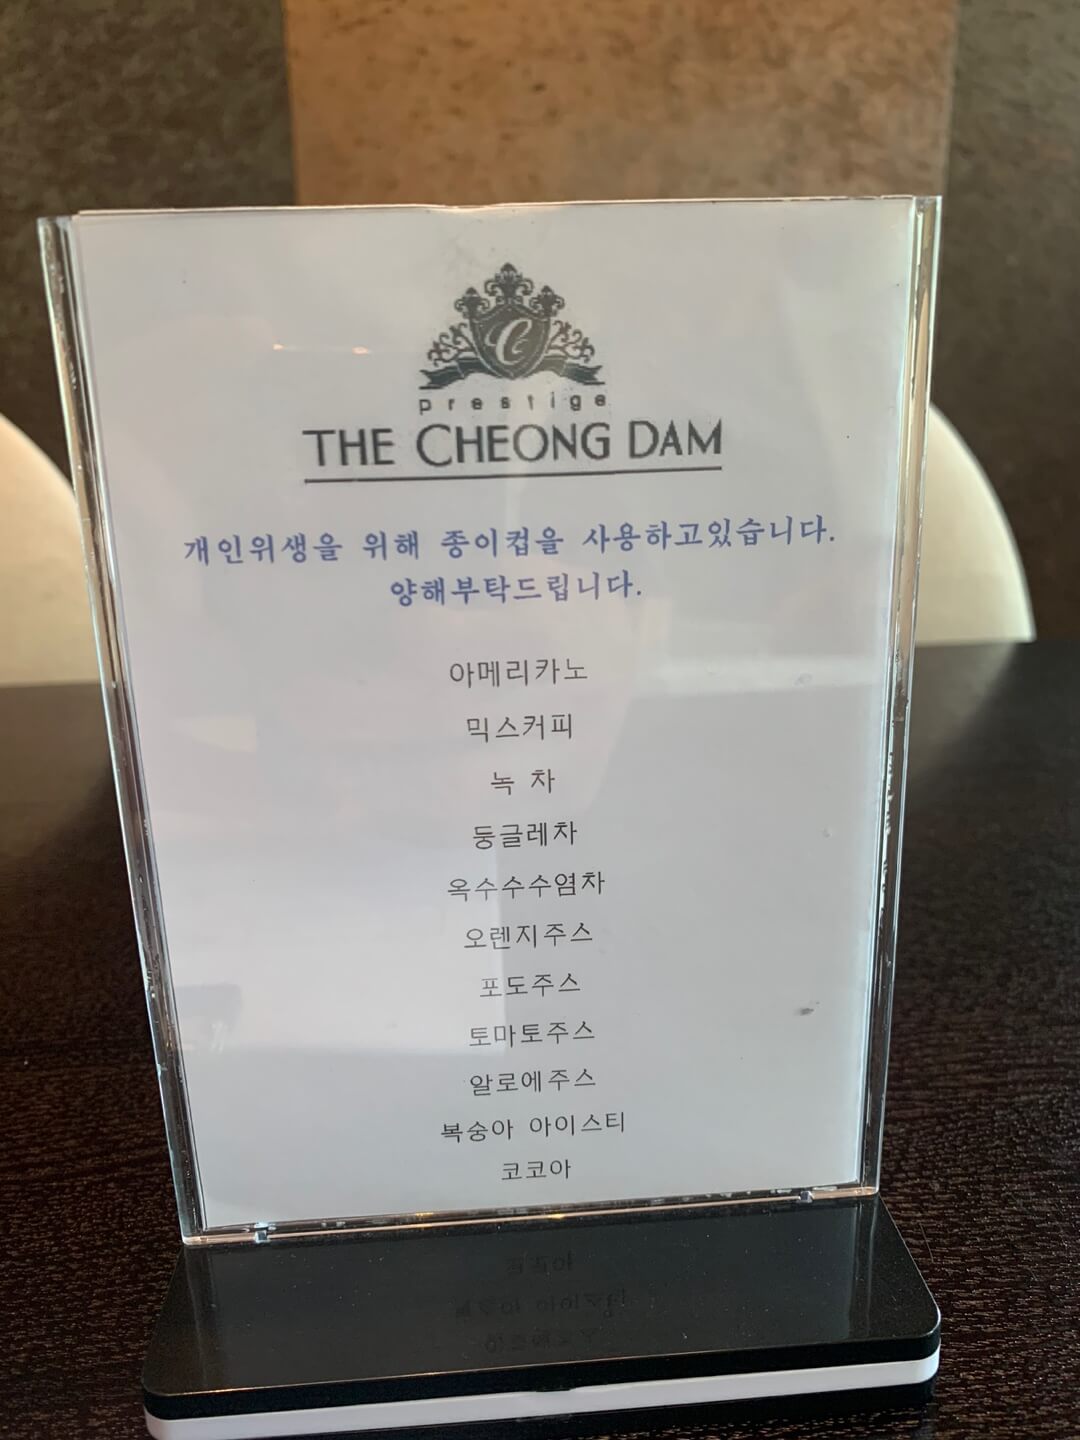 C
prestige
THE CHEONG DAM
개인위생을 위해 종이컵을 사용하고있습니다.
양해부탁드립니다.
아메리카노
믹스커피
녹 차
둥글레차
옥수수수염차
오렌지주스
포도주스
토마토주스
알로에주스
복숭아 아이스티
코코아